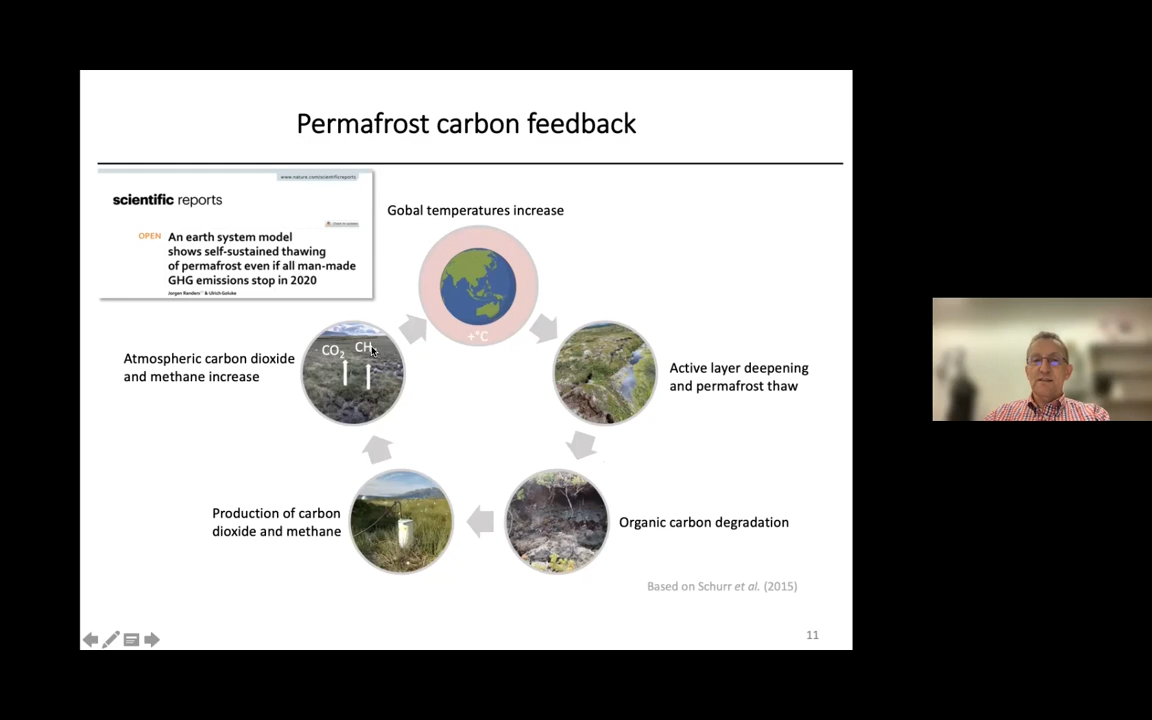 Permafrost carbon feedback
www.nature.com/scientificreports
scientific reports
OPEN
An earth system model
shows self-sustained thawing
of permafrost even if all man-made
GHG emissions stop in 2020
Jorgen Randers & Ulrich Goluke
Gobal temperatures increase
+°C
Active layer deepening
and permafrost thaw
Organic carbon degradation
Production of carbon
dioxide and methane
Atmospheric carbon dioxide
and methane increase
CO₂ CH
Based on Schurr et al. (2015)
11